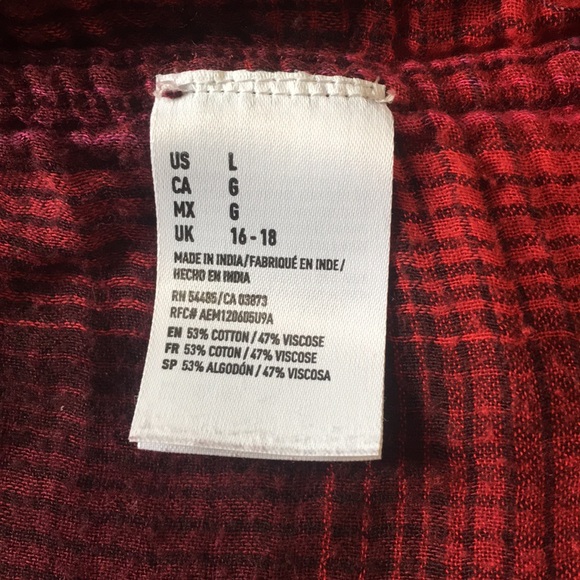 US L
CA G
MX G
UK 16-18
MADE IN INDIA/FABRIQUÉ EN INDE/
HECHO EN INDIA
RN 54485/CA 03873
RFC# AEM120605U9A
EN 53% COTTON/47% VISCOSE
FR 53% COTON/47% VISCOSE
SP 53% ALGODÓN/47% VISCOSA